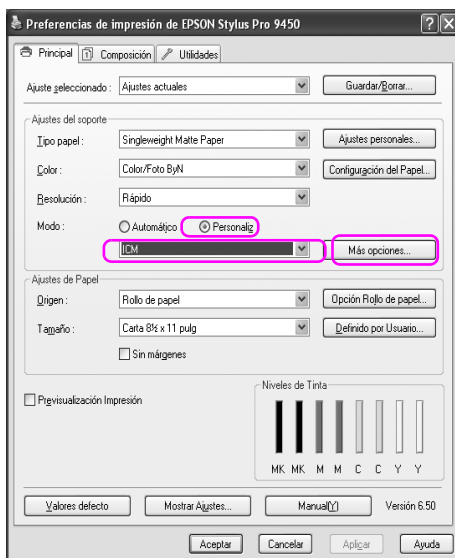 Preferencias de impresión de EPSON Stylus Pro 9450
Principal Composición Utilidades
Ajuste seleccionado : Ajustes actuales Guardar/Borrar...
Ajustes del soporte
Tipo papel : Singleweight Matte Paper Ajustes personales...
Color : Color/Foto ByN Configuración del Papel...
Resolución : Rápido
Modo : Automático Personaliz
ICM Más opciones...
Ajustes de Papel
Origen : Rollo de papel Opción Rollo de papel...
Tamaño : Carta 8½ x 11 pulg Definido por Usuario...
Sin márgenes
Previsualización Impresión
Niveles de Tinta
MK MK M M C C Y Y
Valores defecto Mostrar Ajustes... Manual(Y) Versión 6.50
Aceptar Cancelar Aplicar Ayuda